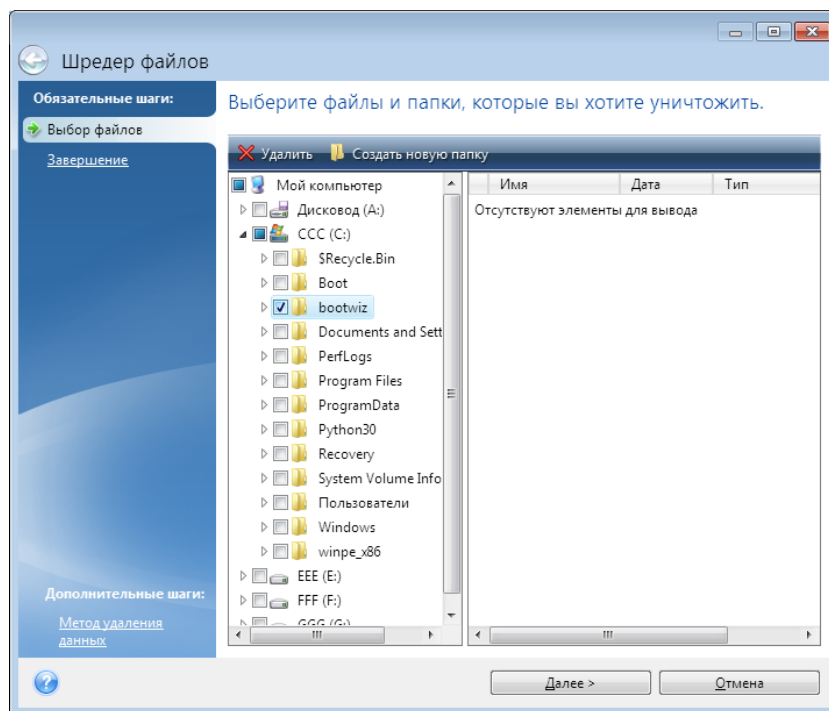 Шредер файлов
Обязательные шаги:
Выбор файлов
Завершение
Выберите файлы и папки, которые вы хотите уничтожить.
Удалить Создать новую папку
Мой компьютер
Дисковод (A:)
CCC (C:)
$Recycle.Bin
Boot
bootwiz
Documents and Sett
PerfLogs
Program Files
ProgramData
Python30
Recovery
System Volume Info
Пользователи
Windows
winpe_x86
EEE (E:)
FFF (F:)
GGG (G:)
Имя Дата Тип
Отсутствуют элементы для вывода
Дополнительные шаги:
Метод удаления
данных
Далее >
Отмена